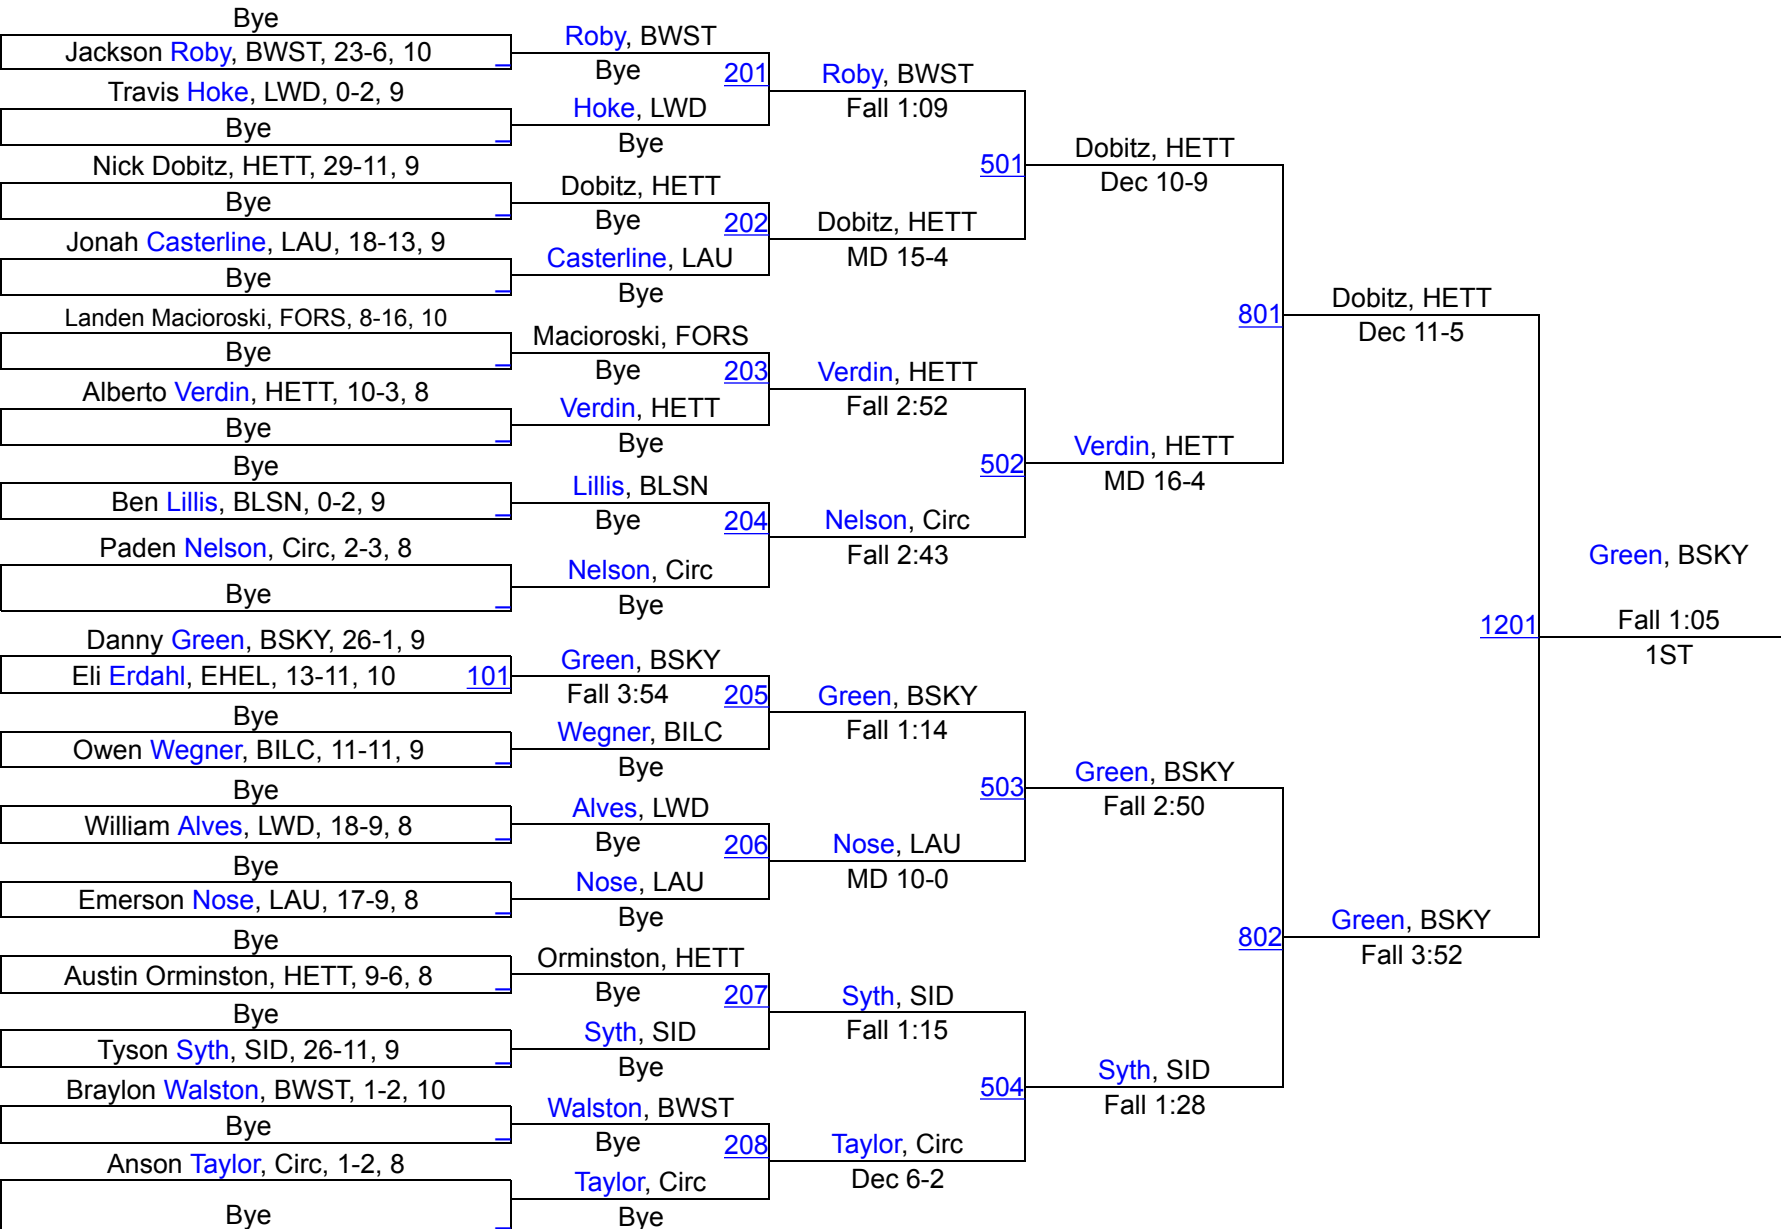 Bye
Jackson Roby, BWST, 23-6, 10
Travis Hoke, LWD, 0-2, 9
Bye
Nick Dobitz, HETT, 29-11, 9
Bye
Jonah Casterline, LAU, 18-13, 9
Bye
Landen Macioroski, FORS, 8-16, 10
Bye
Alberto Verdin, HETT, 10-3, 8
Bye
Bye
Ben Lillis, BLSN, 0-2, 9
Paden Nelson, Circ, 2-3, 8
Bye
Danny Green, BSKY, 26-1, 9
Eli Erdahl, EHEL, 13-11, 10
101
Bye
Owen Wegner, BILC, 11-11, 9
Bye
William Alves, LWD, 18-9, 8
Bye
Emerson Nose, LAU, 17-9, 8
Bye
Austin Orminston, HETT, 9-6, 8
Bye
Tyson Syth, SID, 26-11, 9
Braylon Walston, BWST, 1-2, 10
Bye
Anson Taylor, Circ, 1-2, 8
Bye
Roby, BWST
Bye
201
Hoke, LWD
Bye
Dobitz, HETT
Bye
202
Casterline, LAU
Bye
Macioroski, FORS
Bye
203
Verdin, HETT
Bye
Lillis, BLSN
Bye
204
Nelson, Circ
Bye
Green, BSKY
Fall 3:54
205
Wegner, BILC
Bye
Alves, LWD
Bye
206
Nose, LAU
Bye
Orminston, HETT
Bye
207
Syth, SID
Bye
Walston, BWST
Bye
208
Taylor, Circ
Bye
Roby, BWST
Fall 1:09
501
Dobitz, HETT
MD 15-4
Verdin, HETT
Fall 2:52
502
Nelson, Circ
Fall 2:43
Green, BSKY
Fall 1:14
503
Nose, LAU
MD 10-0
Syth, SID
Fall 1:15
504
Taylor, Circ
Dec 6-2
Dobitz, HETT
Dec 10-9
801
Verdin, HETT
MD 16-4
Green, BSKY
Fall 2:50
802
Syth, SID
Fall 1:28
Dobitz, HETT
Dec 11-5
1201
Green, BSKY
Fall 3:52
Green, BSKY
Fall 1:05
1ST